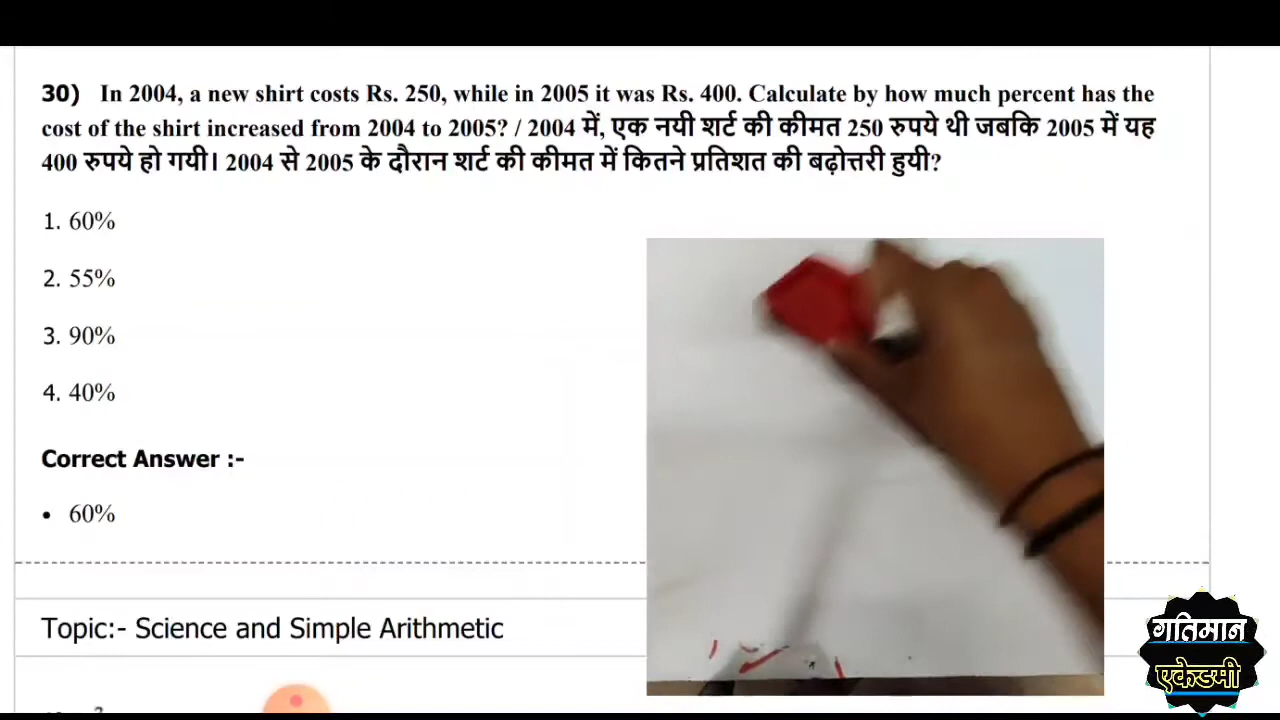 30) In 2004, a new shirt costs Rs. 250, while in 2005 it was Rs. 400. Calculate by how much percent has the
cost of the shirt increased from 2004 to 2005? / 2004 में, एक नयी शर्ट की कीमत 250 रुपये थी जबकि 2005 में यह
400 रुपये हो गयी। 2004 से 2005 के दौरान शर्ट की कीमत में कितने प्रतिशत की बढ़ोत्तरी हुयी?
1. 60%
2. 55%
3. 90%
4. 40%
Correct Answer :-
• 60%
Topic:- Science and Simple Arithmetic
गतिमान
एकेडमी